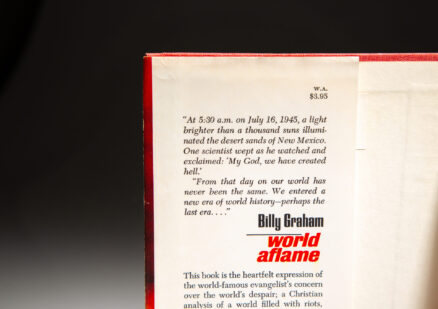 W.A.
$3.95
"At 5:30 a.m. on July 16, 1945, a light
brighter than a thousand suns illumi-
nated the desert sands of New Mexico.
One scientist wept as he watched and
exclaimed: 'My God, we have created
hell.'
"From that day on our world has
never been the same. We entered a
new era of world history—perhaps the
last era. . . ."
Billy Graham
world
aflame
This book is the heartfelt expression of
the world-famous evangelist's concern
over the world's despair; a Christian
analysis of a world filled with riots,